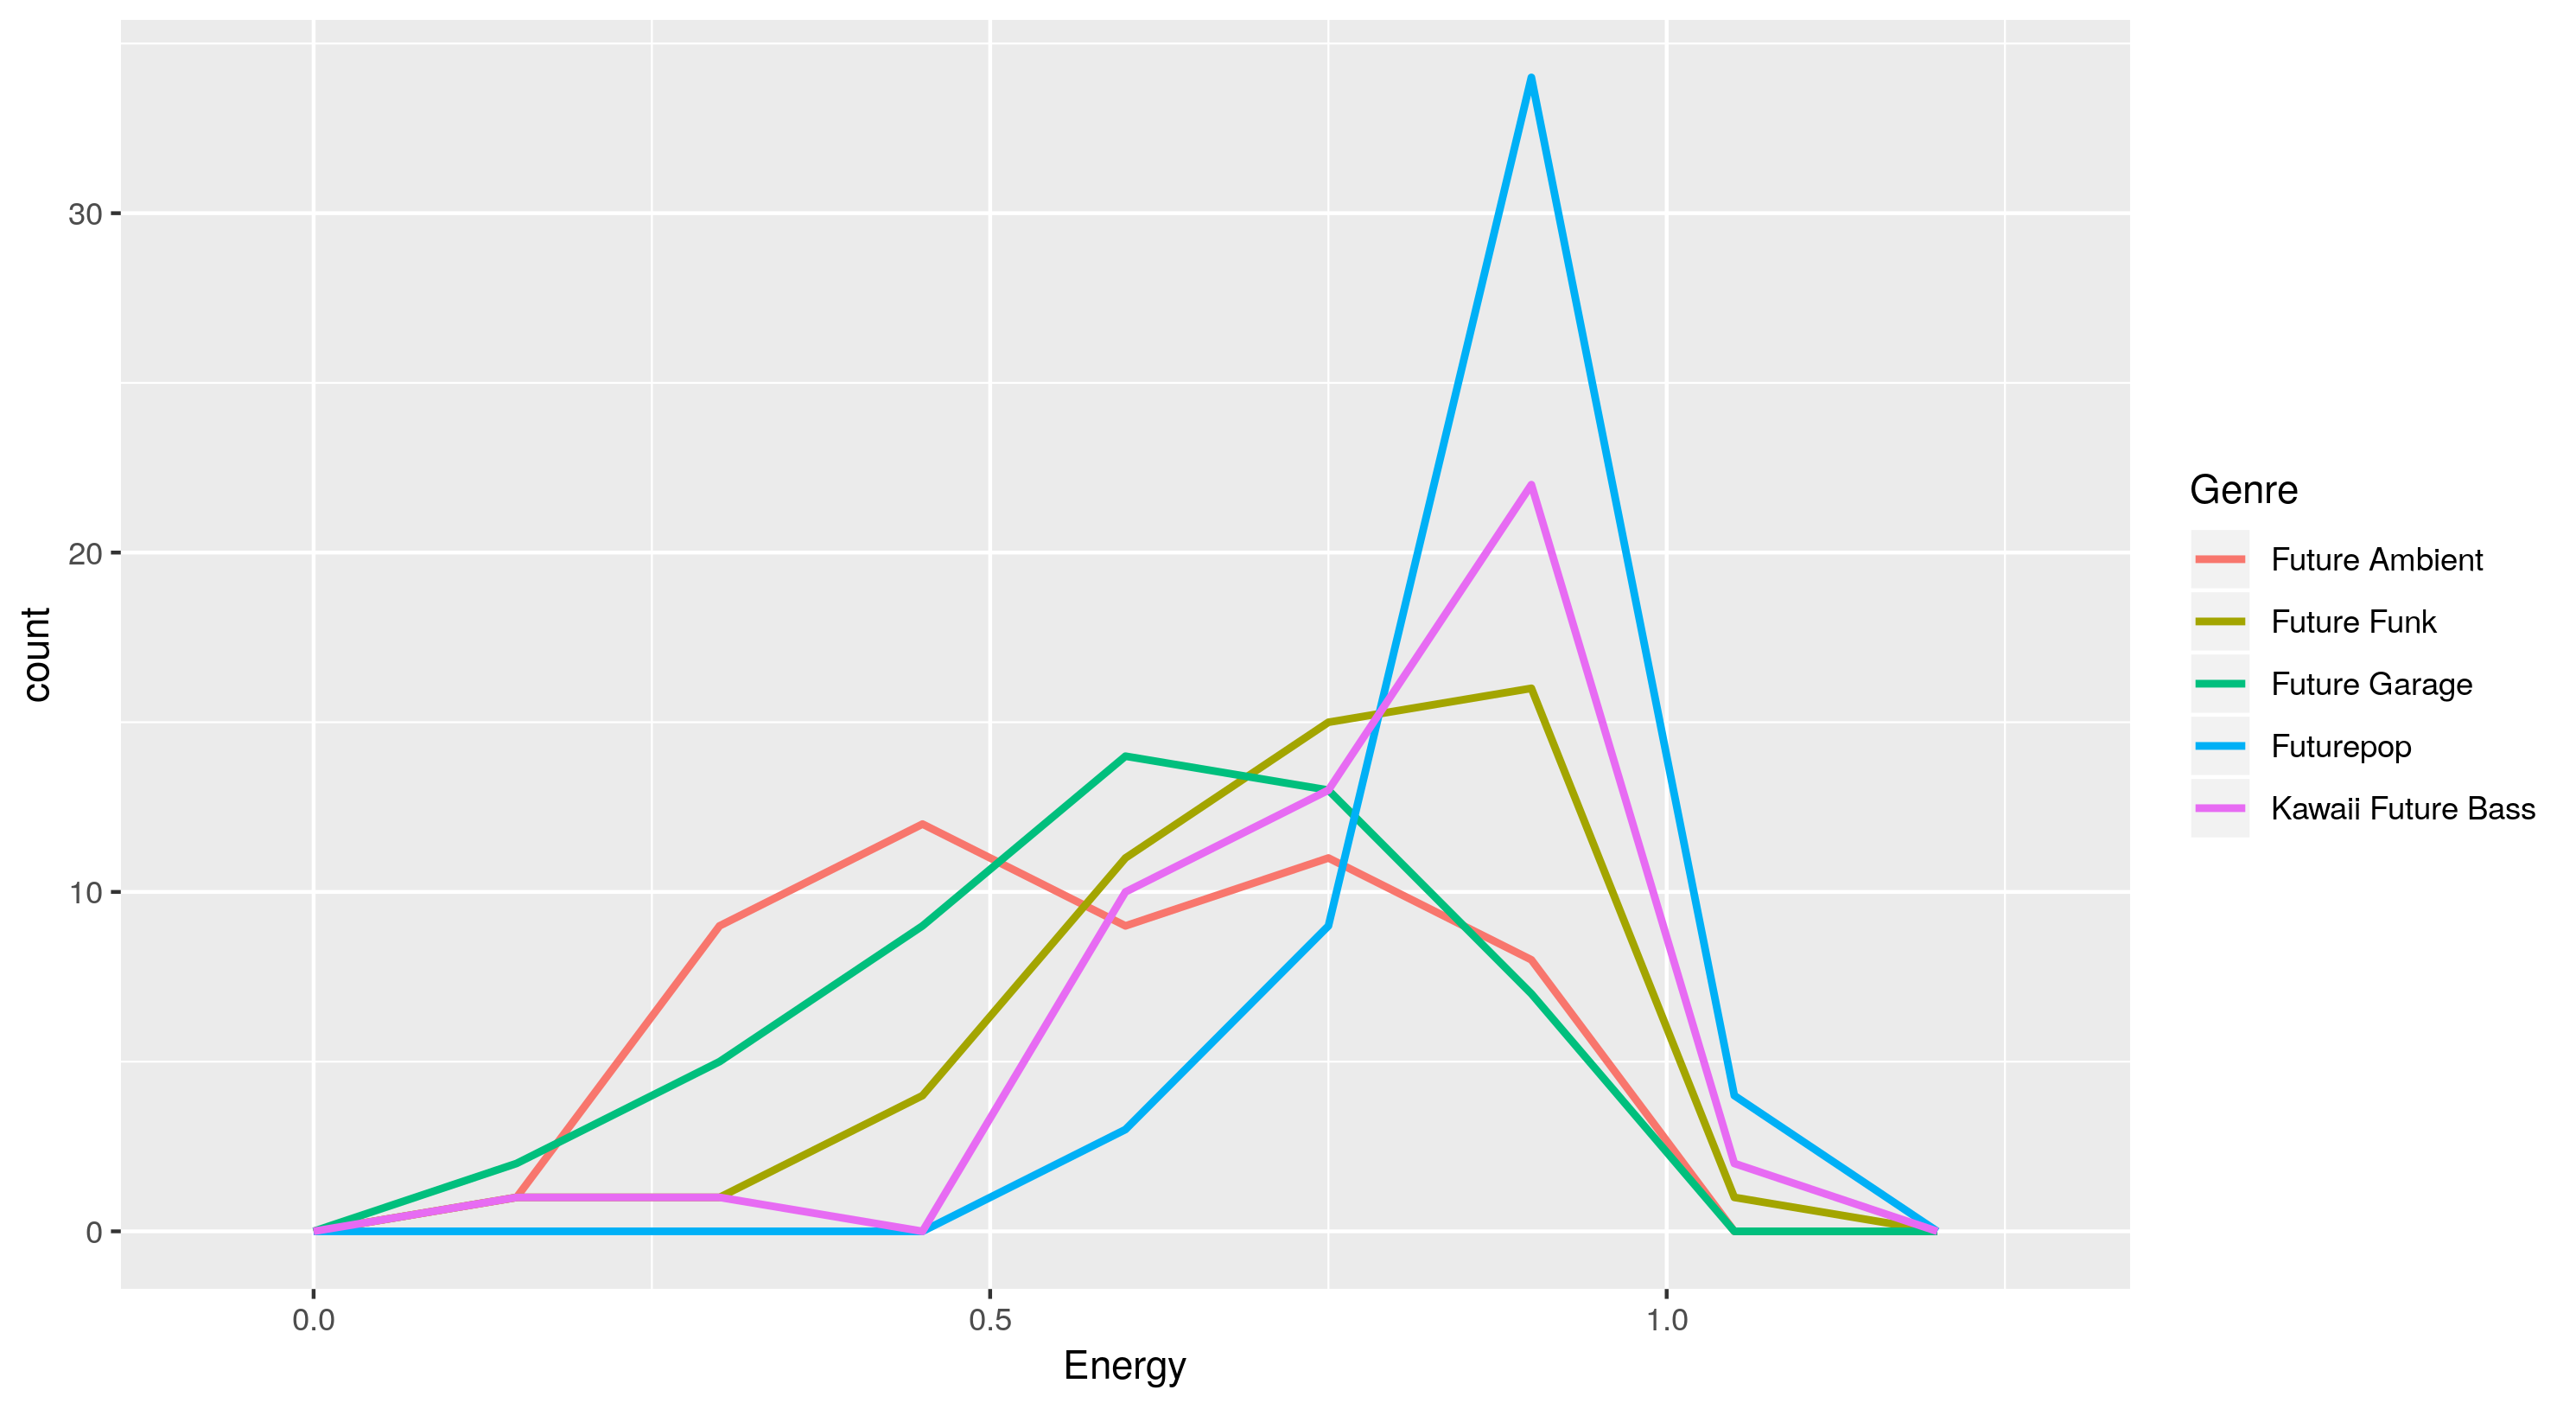 count
30
20
10
0
0.0
0.5
1.0
Energy
Genre
Future Ambient
Future Funk
Future Garage
Futurepop
Kawaii Future Bass